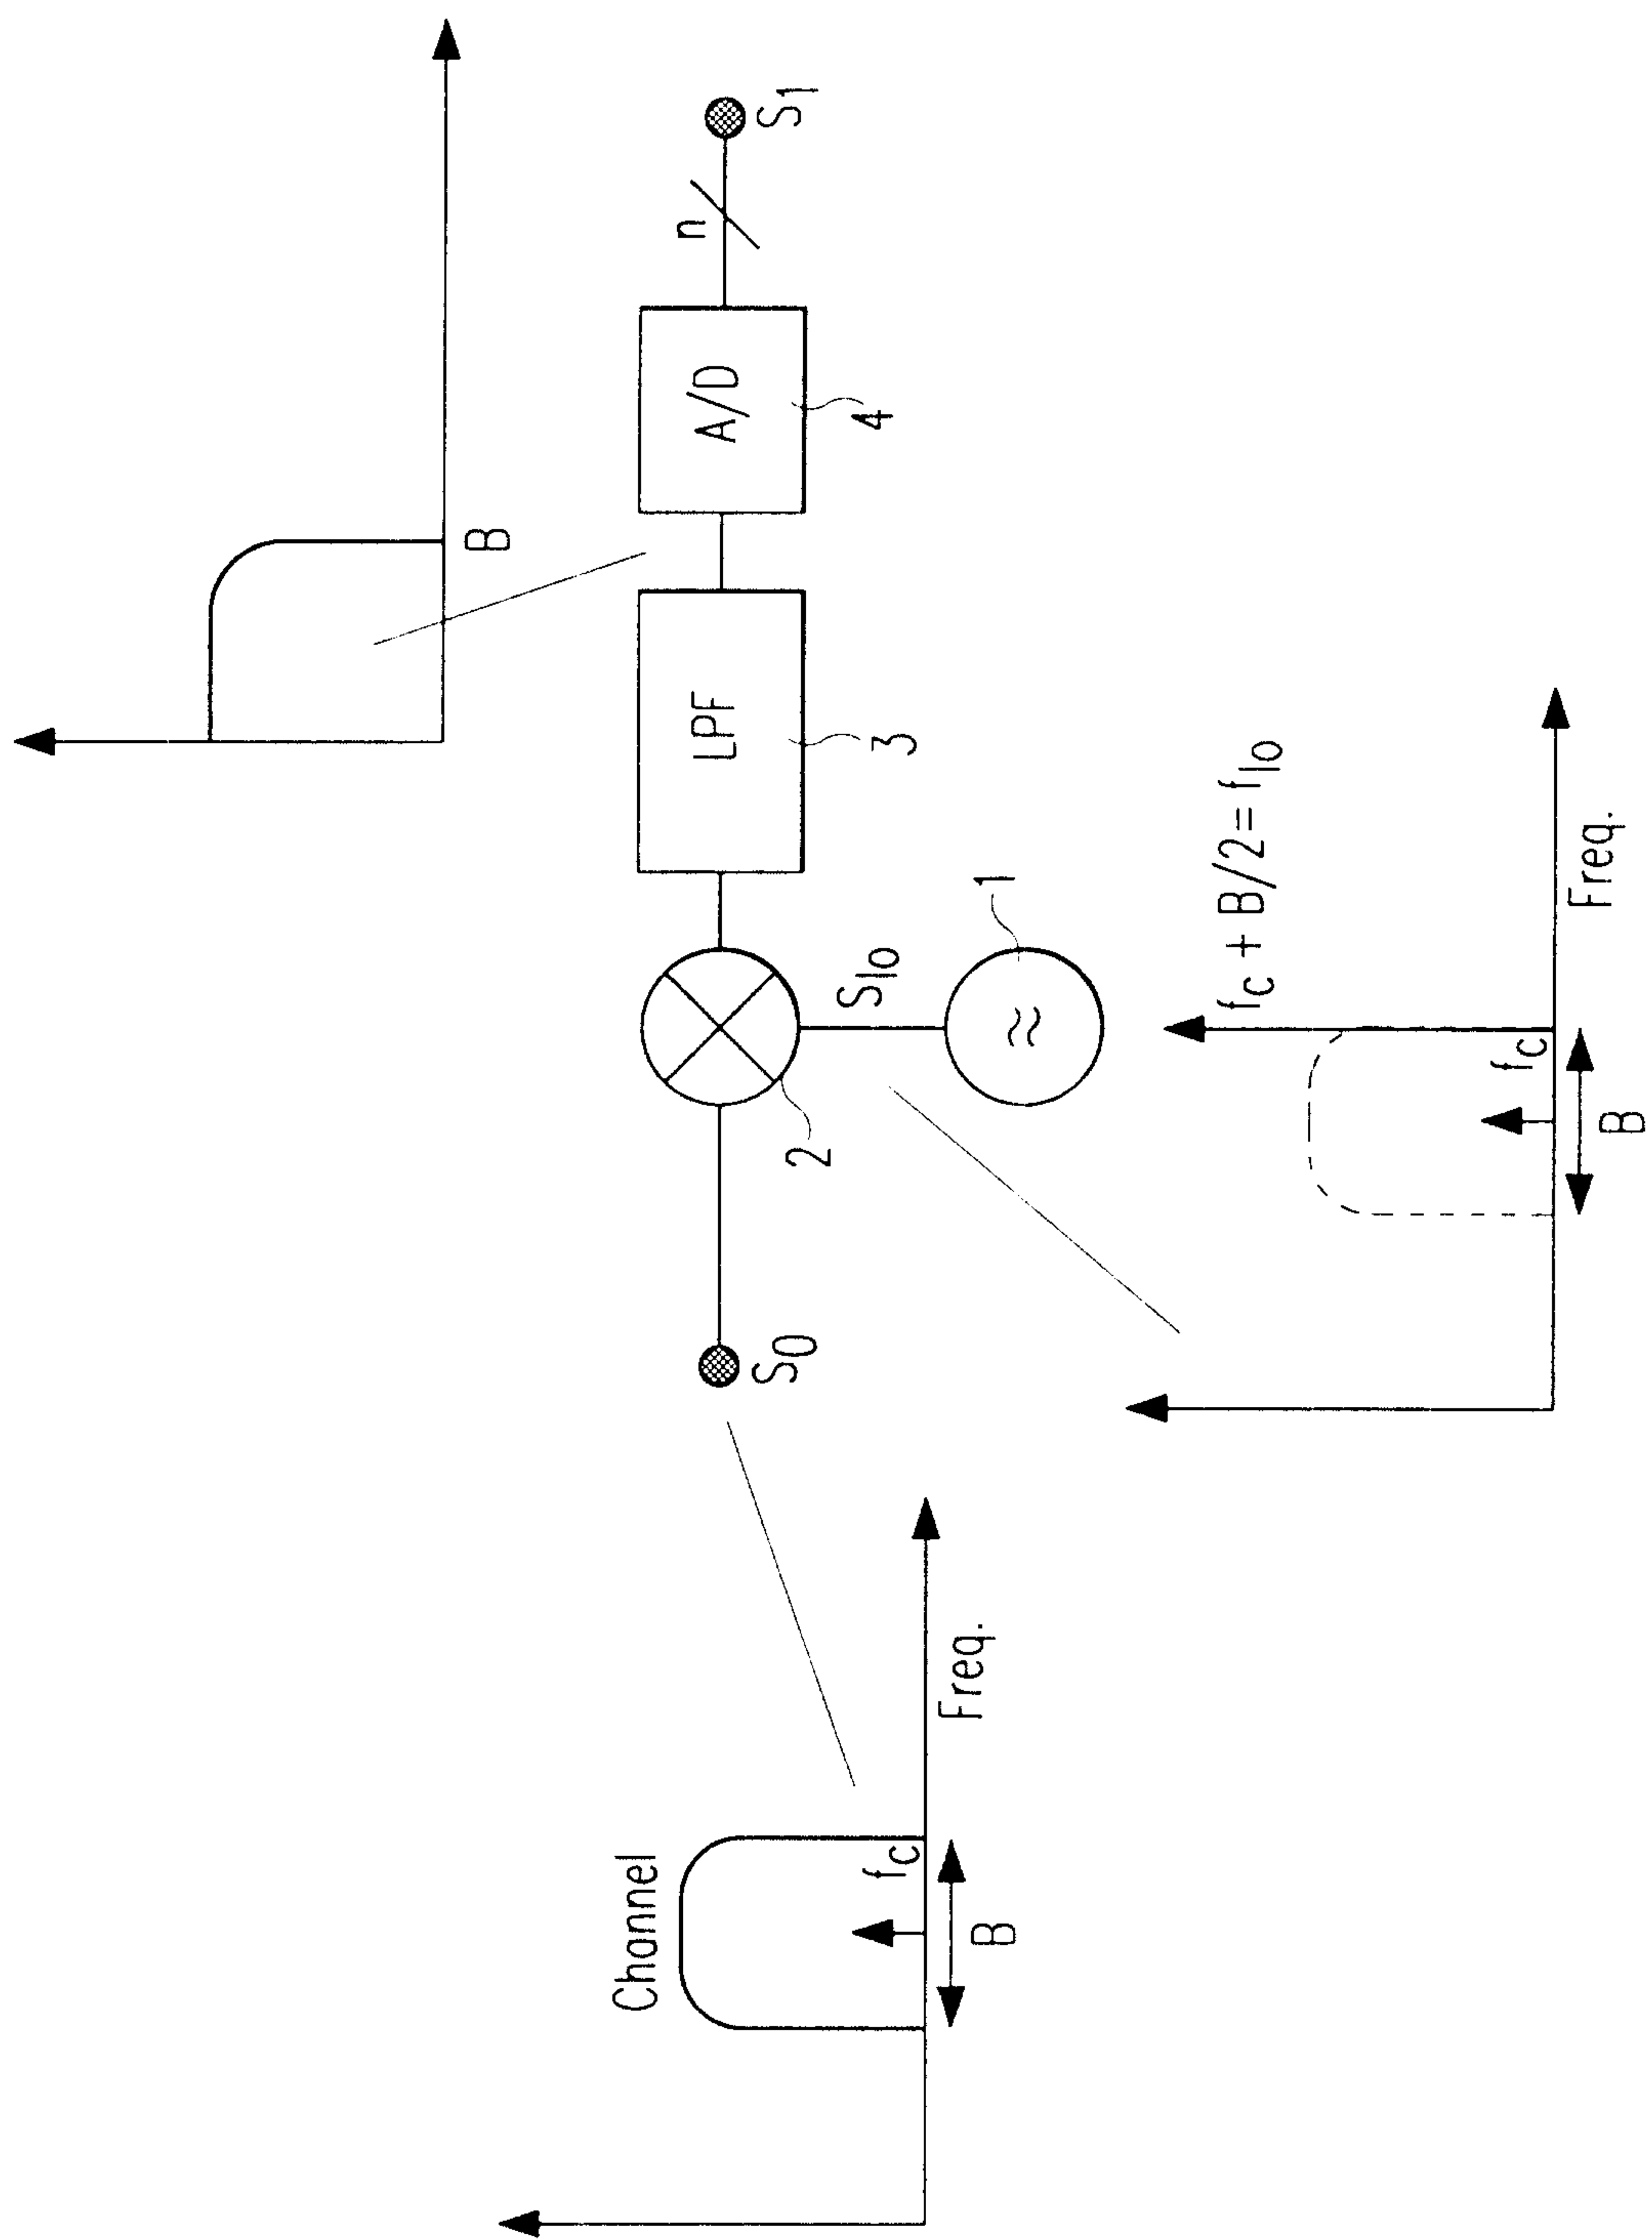 B
n
S1
A/D
4
LPF
3
2
Slo
1
≈
S0
Channel
fc
B
Freq.
fc + B/2 = flo
fc
B
Freq.